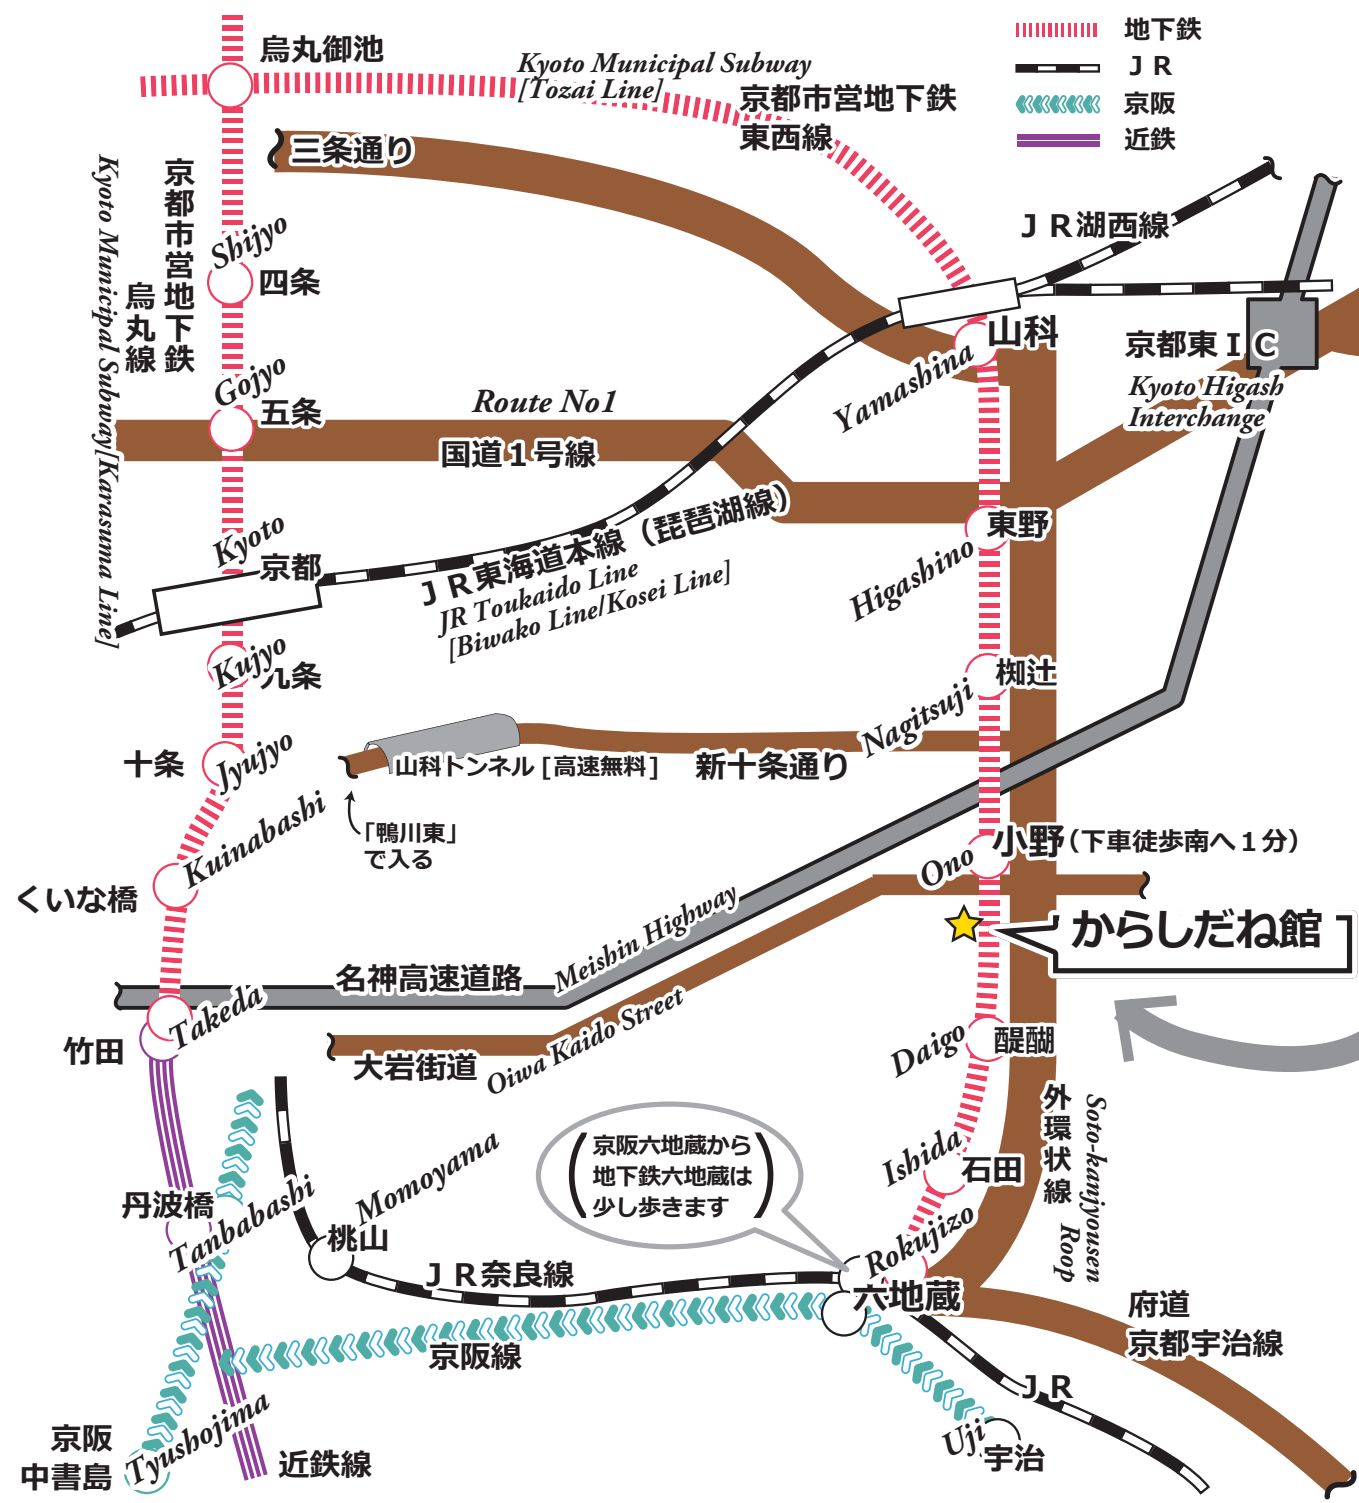 烏丸御池
Kyoto Municipal Subway
[Tozai Line]
京都市営地下鉄
東西線
地下鉄
ＪＲ
京阪
近鉄
三条通り
京都市営地下鉄
烏丸線
Kyoto Municipal Subway[Karasuma Line]
Shijyo
四条
ＪＲ湖西線
山科
Yamashina
京都東ＩＣ
Kyoto Higash
Interchange
Gojyo
五条
Route No1
国道１号線
Kyoto
京都
ＪＲ東海道本線（琵琶湖線）
JR Toukaido Line
[Biwako Line/Kosei Line]
東野
Higashino
Kujyo
九条
椥辻
Nagitsuji
十条
Jyujyo
山科トンネル [高速無料]
新十条通り
「鴨川東」
で入る
Kuinabashi
くいな橋
小野（下車徒歩南へ１分）
Ono
からしだね館
名神高速道路
Meishin Highway
Takeda
竹田
大岩街道
Oiwa Kaido Street
Daigo
醍醐
外環状線
Soto-kanjyousen
Roop
京阪六地蔵から
地下鉄六地蔵は
少し歩きます
Ishida
石田
丹波橋
Tanbabashi
Momoyama
桃山
Rokujizo
六地蔵
ＪＲ奈良線
京阪線
府道
京都宇治線
ＪＲ
Uji
宇治
京阪
中書島
Tyushojima
近鉄線